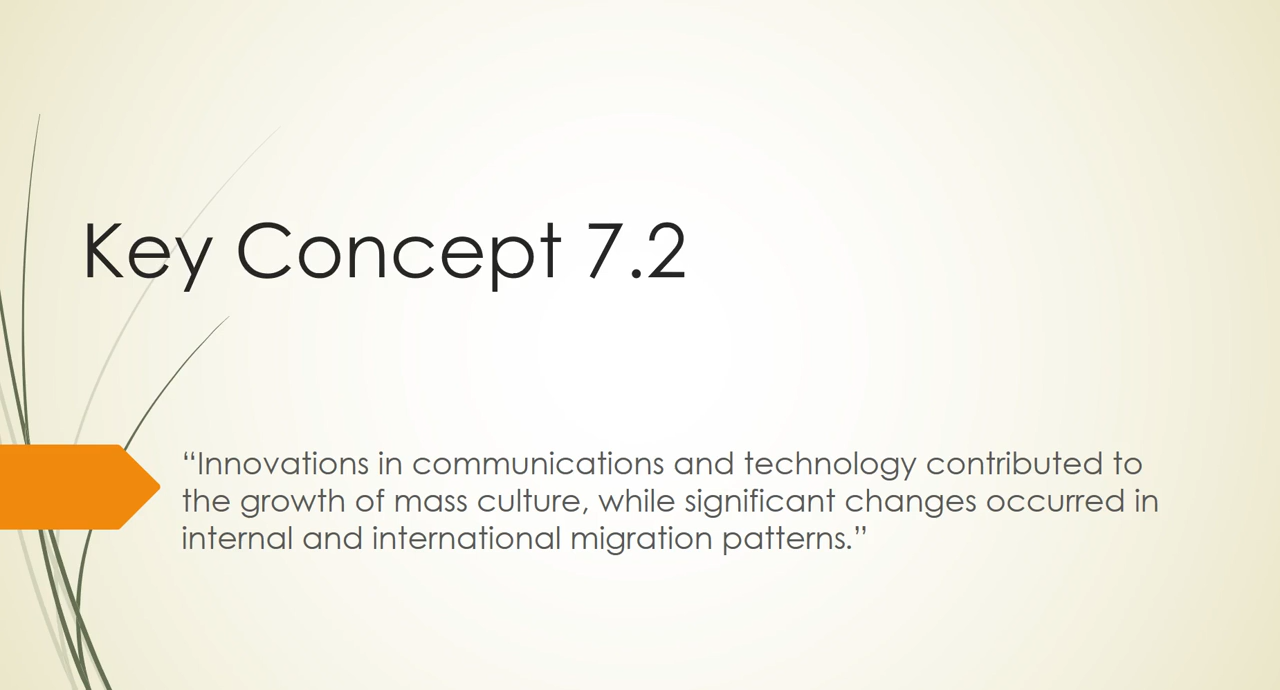 Key Concept 7.2
“Innovations in communications and technology contributed to
the growth of mass culture, while significant changes occurred in
internal and international migration patterns.”